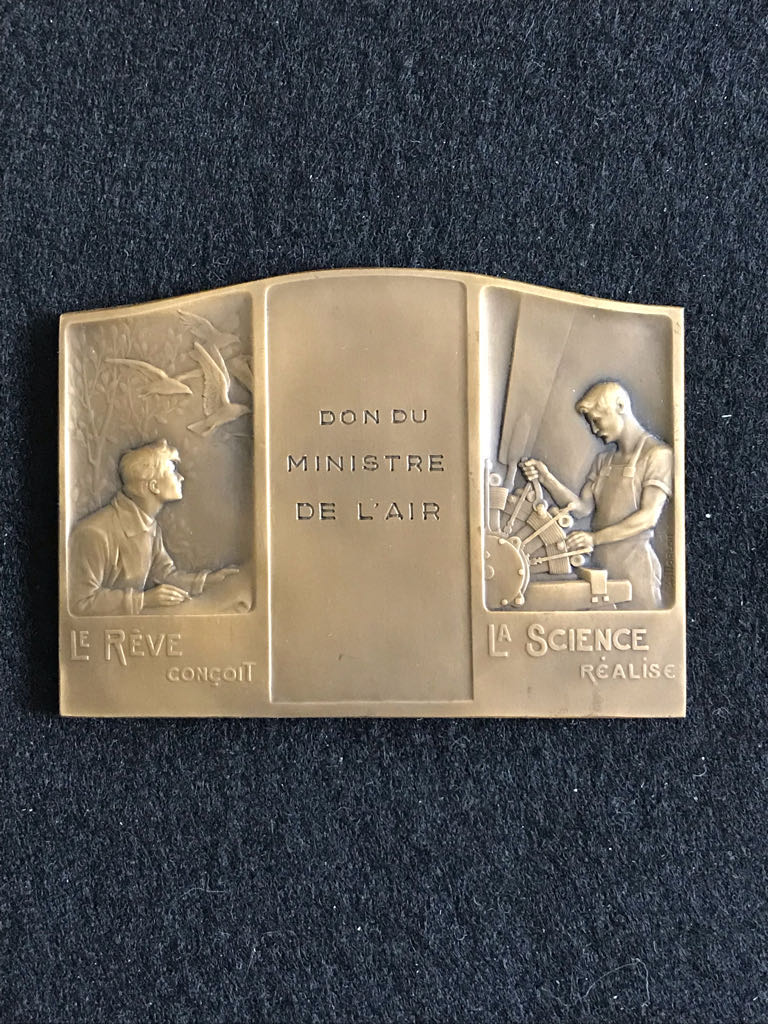 DON DU
MINISTRE
DE L'AIR
LE RÊVE
CONÇOIT
LA SCIENCE
RÉALISE